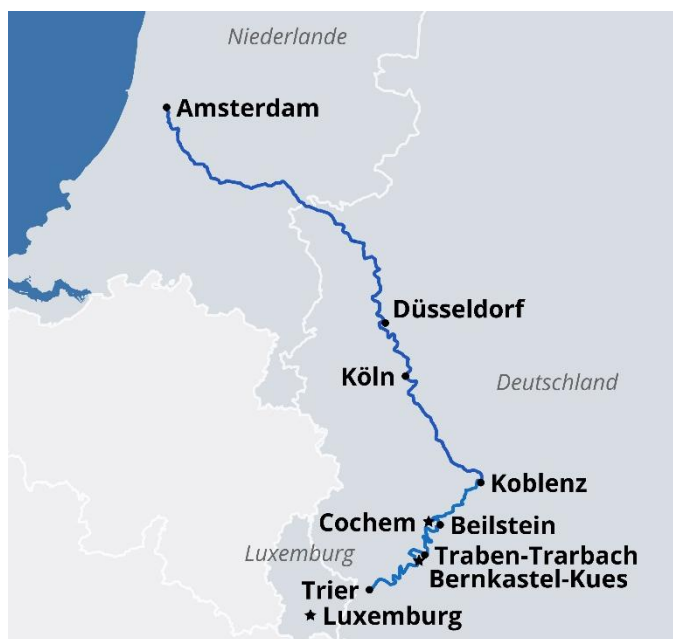 Niederlande
Amsterdam
Düsseldorf
Köln
Deutschland
Koblenz
Cochem
Beilstein
Luxemburg
Traben-Trarbach
Bernkastel-Kues
Trier
Luxemburg